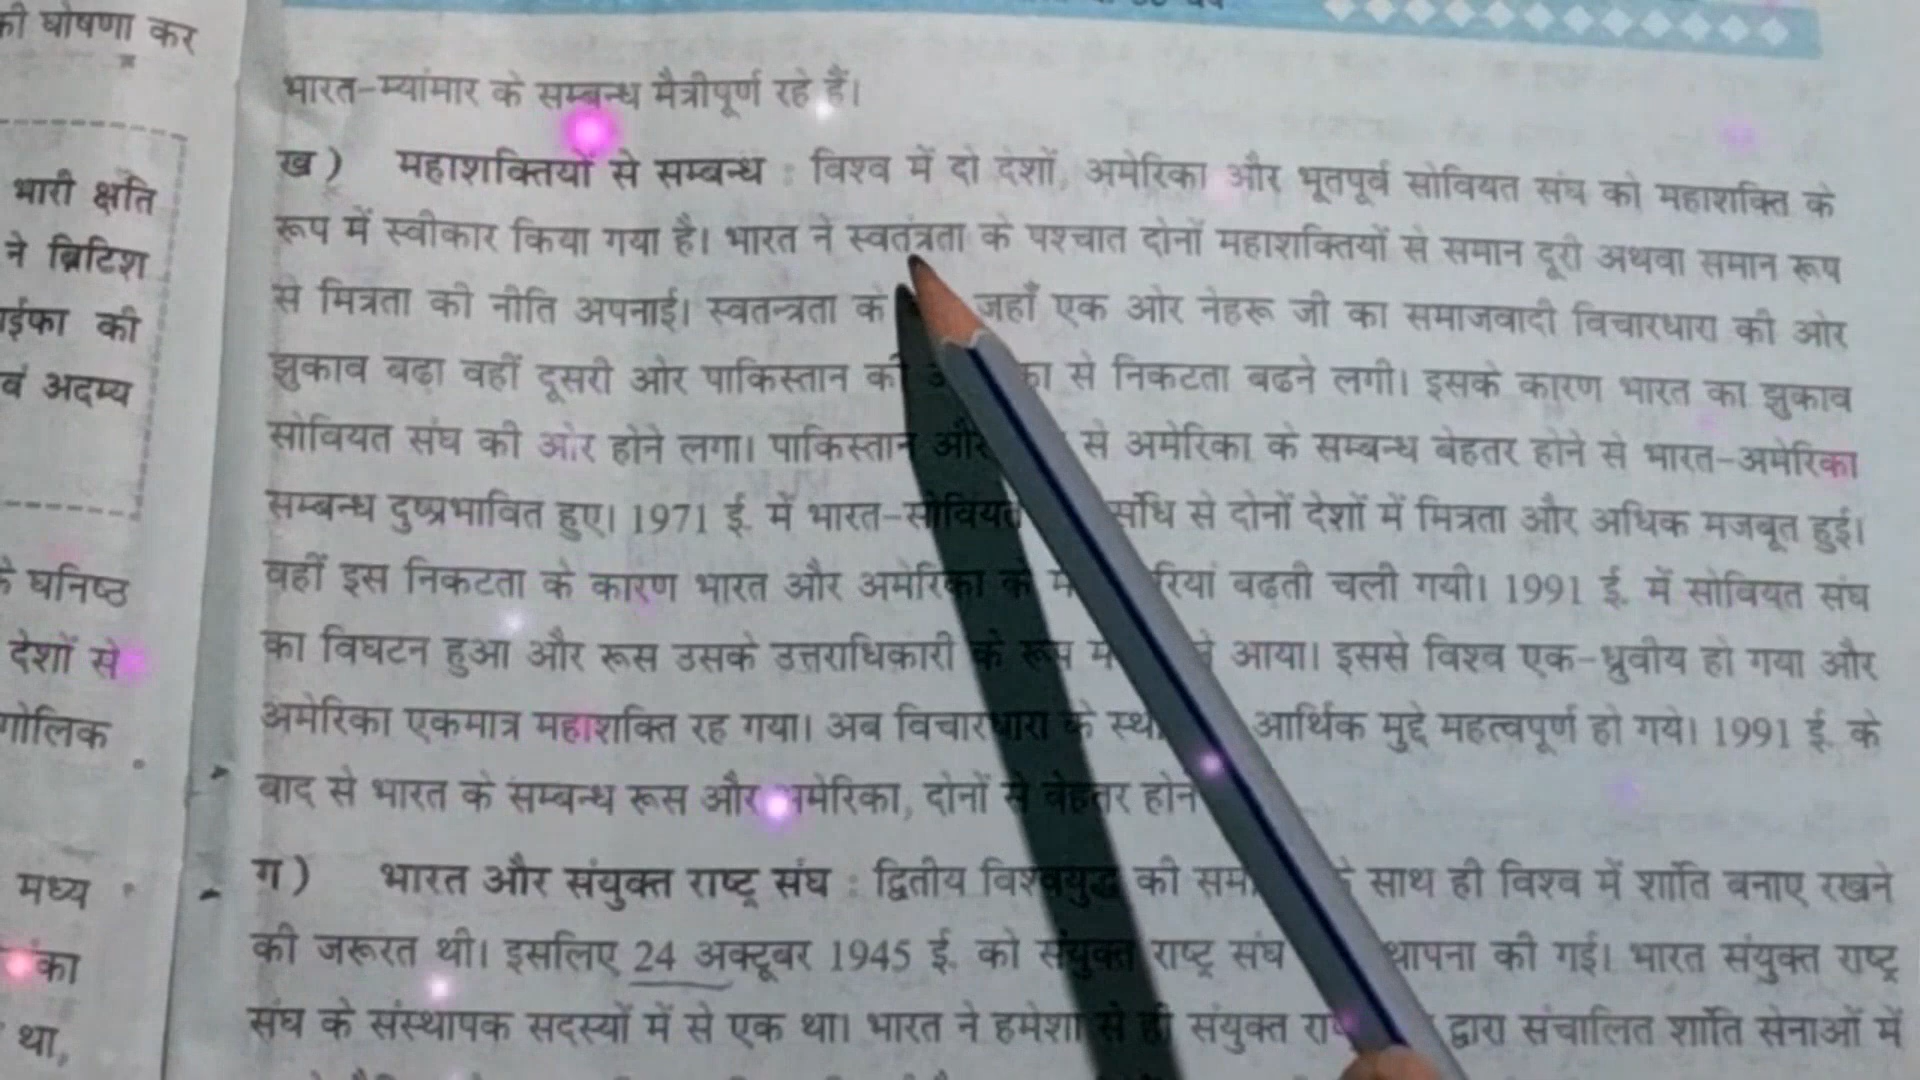 की घोषणा कर
भारी क्षति
ने ब्रिटिश
की
अदम्य
घनिष्ठ
देशों से
मध्य
का
था,
भारत-म्यांमार के सम्बन्ध मैत्रीपूर्ण रहे हैं।
ख) महाशक्तियों से सम्बन्ध : विश्व में दो देशों, अमेरिका और भूतपूर्व सोवियत संघ को महाशक्ति के
रूप में स्वीकार किया गया है। भारत ने स्वतंत्रता के पश्चात दोनों महाशक्तियों से समान दूरी अथवा समान रूप
से मित्रता की नीति अपनाई। स्वतन्त्रता के जहाँ एक ओर नेहरू जी का समाजवादी विचारधारा की ओर
झुकाव बढा वहीं दूसरी ओर पाकिस्तान की से निकटता बढने लगी। इसके कारण भारत का झुकाव
सोवियत संघ की ओर होने लगा। पाकिस्तान और से अमेरिका के सम्बन्ध बेहतर होने से भारत-अमेरिका
सम्बन्ध दुष्प्रभावित हुए। 1971 ई. में भारत-सोवियत संधि से दोनों देशों में मित्रता और अधिक मजबूत हुई।
वहीं इस निकटता के कारण भारत और अमेरिका के बढती चली गयी। 1991 ई. में सोवियत संघ
का विघटन हुआ और रूस उसके उत्तराधिकारी के रूप में आया। इससे विश्व एक-ध्रुवीय हो गया और
अमेरिका एकमात्र महाशक्ति रह गया। अब विचारधारा के आर्थिक मुद्दे महत्वपूर्ण हो गये। 1991 ई. के
बाद से भारत के सम्बन्ध रूस और अमेरिका, दोनों से बेहतर होने
ग) भारत और संयुक्त राष्ट्र संघ : द्वितीय विश्वयुद्ध की साथ ही विश्व में शांति बनाए रखने
की जरूरत थी। इसलिए 24 अक्टूबर 1945 ई. को संयुक्त राष्ट्र संघ की गई। भारत संयुक्त राष्ट्र
संघ के संस्थापक सदस्यों में से एक था। भारत ने हमेशा से ही संयुक्त द्वारा संचालित शांति सेनाओं में